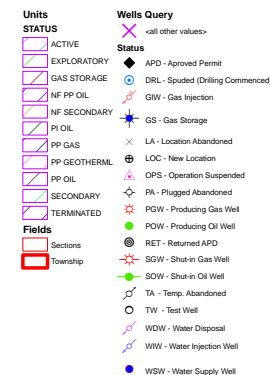 Units
STATUS
ACTIVE
EXPLORATORY
GAS STORAGE
NF PP OIL
NF SECONDARY
PI OIL
PP GAS
PP GEOTHERML
PP OIL
SECONDARY
TERMINATED
Fields
Sections
Township
Wells Query
<all other values>
Status
APD - Aproved Permit
DRL - Spuded (Drilling Commenced)
GIW - Gas Injection
GS - Gas Storage
LA - Location Abandoned
LOC - New Location
OPS - Operation Suspended
PA - Plugged Abandoned
PGW - Producing Gas Well
POW - Producing Oil Well
RET - Returned APD
SGW - Shut-in Gas Well
SOW - Shut-in Oil Well
TA - Temp. Abandoned
TW - Test Well
WDW - Water Disposal
WIW - Water Injection Well
WSW - Water Supply Well